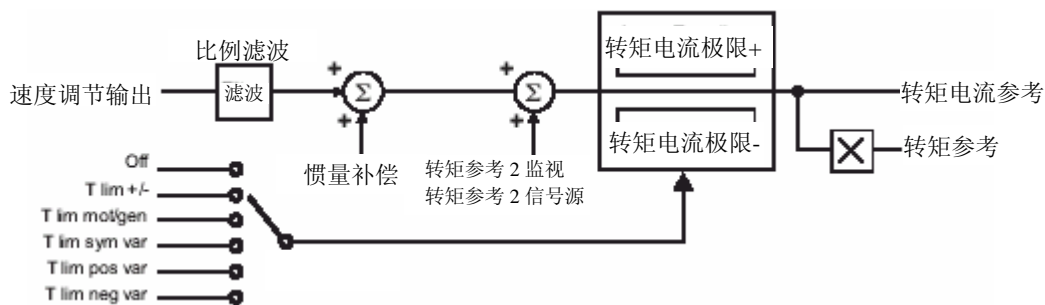 比例滤波
速度调节输出
滤波
+
Σ
+
惯量补偿
+
Σ
+
转矩参考 2 监视
转矩参考 2 信号源
转矩电流极限+
转矩电流极限-
转矩电流参考
转矩参考
Off
T lim +/-
T lim mot/gen
T lim sym var
T lim pos var
T lim neg var